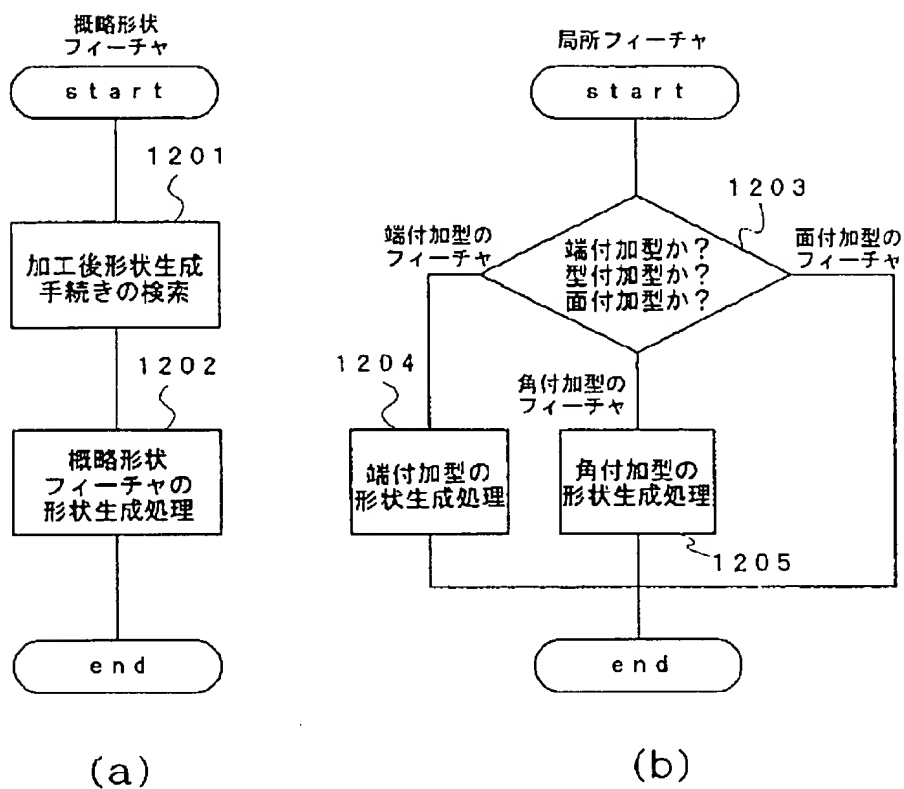 概略形状
フィーチャ
start
1201
加工後形状生成
手続きの検索
1202
概略形状
フィーチャの
形状生成処理
end
(a)
局所フィーチャ
start
1203
端付加型の
フィーチャ
端付加型か？
型付加型か？
面付加型か？
面付加型の
フィーチャ
1204
角付加型の
フィーチャ
端付加型の
形状生成処理
角付加型の
形状生成処理
1205
end
(b)